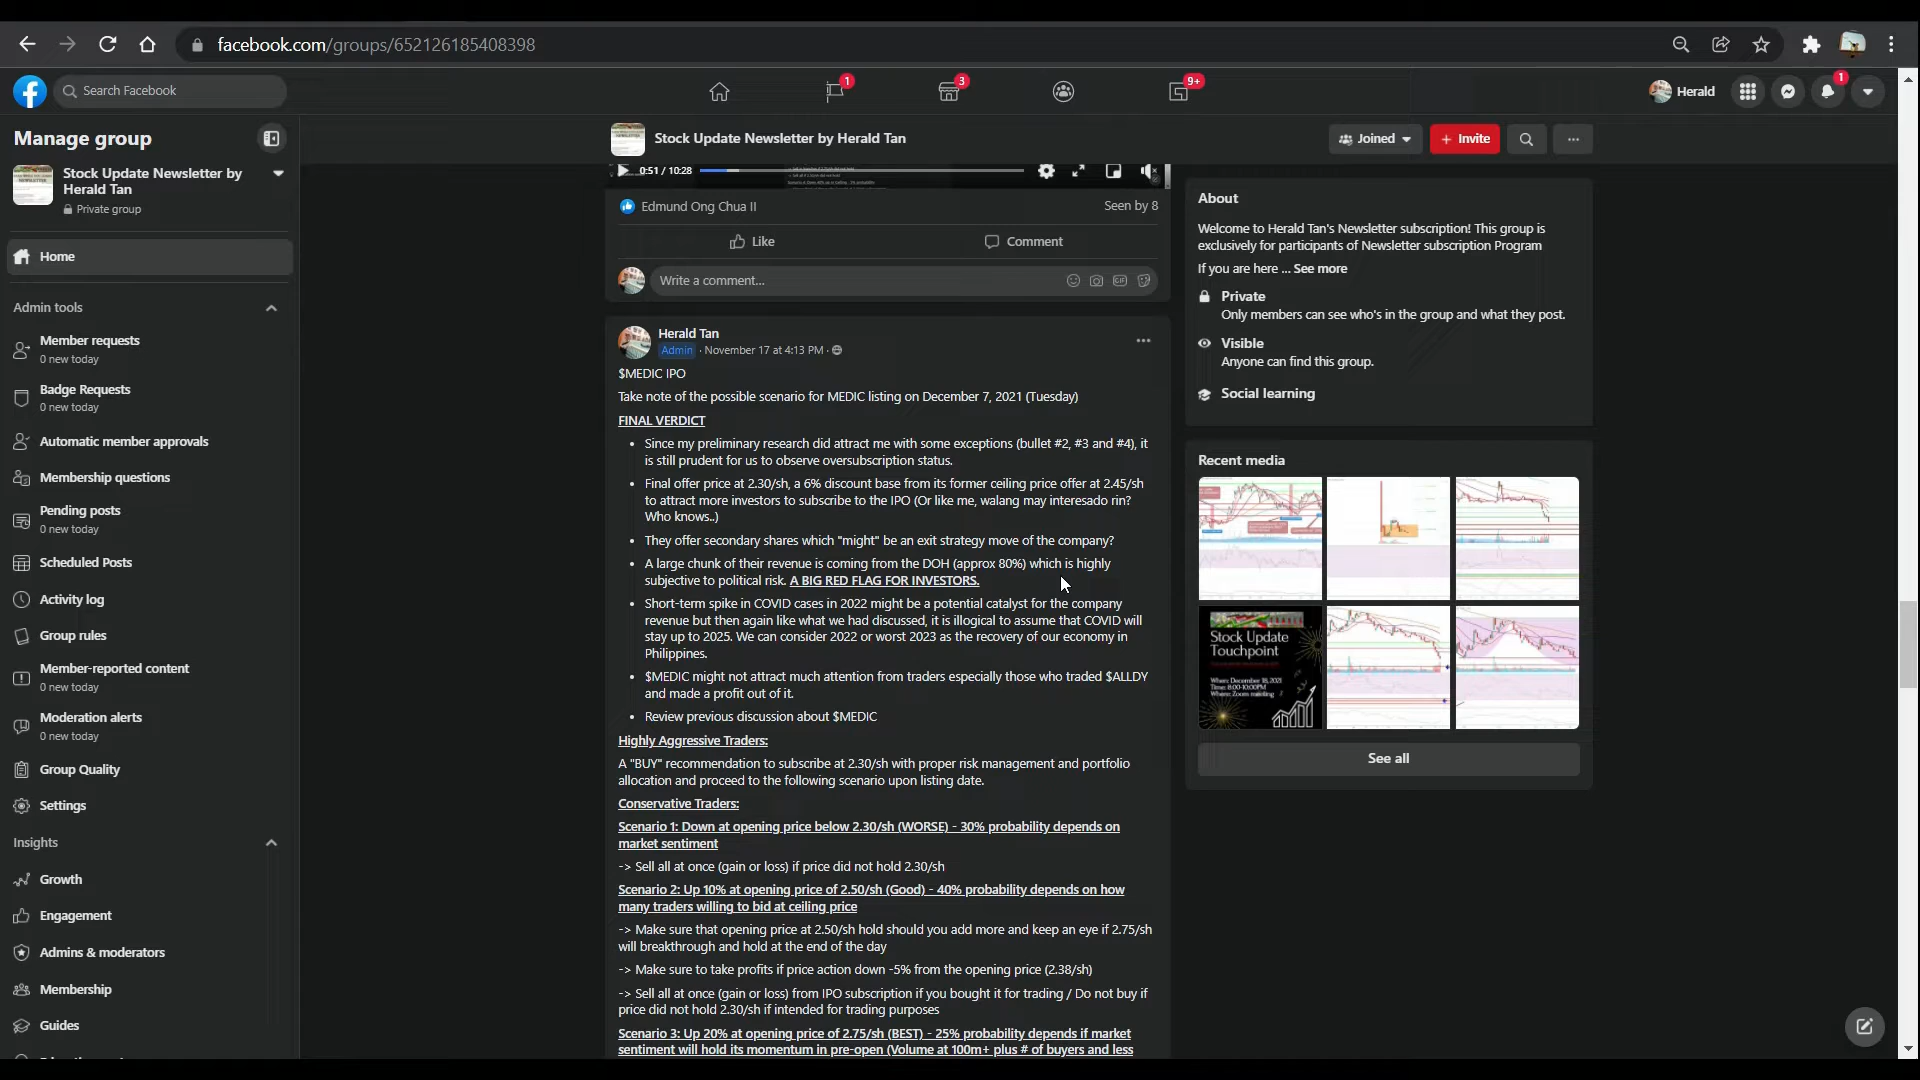 facebook.com/groups/652126185408398
Search Facebook
1
3
9+
Herald
1
Manage group
Stock Update Newsletter by Herald Tan
Joined
+ Invite
Stock Update Newsletter by
Herald Tan
Private group
Home
Admin tools
Member requests
0 new today
Badge Requests
0 new today
Automatic member approvals
Membership questions
Pending posts
0 new today
Scheduled Posts
Activity log
Group rules
Member-reported content
0 new today
Moderation alerts
0 new today
Group Quality
Settings
Insights
Growth
Engagement
Admins & moderators
Membership
Guides
0:51 / 10:28
Edmund Ong Chua II
Seen by 8
Like
Comment
Write a comment...
GIF
Herald Tan
Admin · November 17 at 4:13 PM ·
$MEDIC IPO
Take note of the possible scenario for MEDIC listing on December 7, 2021 (Tuesday)
FINAL VERDICT
• Since my preliminary research did attract me with some exceptions (bullet #2, #3 and #4), it
is still prudent for us to observe oversubscription status.
• Final offer price at 2.30/sh, a 6% discount base from its former ceiling price offer at 2.45/sh
to attract more investors to subscribe to the IPO (Or like me, walang may interesado rin?
Who knows..)
• They offer secondary shares which "might" be an exit strategy move of the company?
• A large chunk of their revenue is coming from the DOH (approx 80%) which is highly
subjective to political risk. A BIG RED FLAG FOR INVESTORS.
• Short-term spike in COVID cases in 2022 might be a potential catalyst for the company
revenue but then again like what we had discussed, it is illogical to assume that COVID will
stay up to 2025. We can consider 2022 or worst 2023 as the recovery of our economy in
Philippines.
• $MEDIC might not attract much attention from traders especially those who traded $ALLDY
and made a profit out of it.
• Review previous discussion about $MEDIC
Highly Aggressive Traders:
A "BUY" recommendation to subscribe at 2.30/sh with proper risk management and portfolio
allocation and proceed to the following scenario upon listing date.
Conservative Traders:
Scenario 1: Down at opening price below 2.30/sh (WORSE) - 30% probability depends on
market sentiment
-> Sell all at once (gain or loss) if price did not hold 2.30/sh
Scenario 2: Up 10% at opening price of 2.50/sh (Good) - 40% probability depends on how
many traders willing to bid at ceiling price
-> Make sure that opening price at 2.50/sh hold should you add more and keep an eye if 2.75/sh
will breakthrough and hold at the end of the day
-> Make sure to take profits if price action down -5% from the opening price (2.38/sh)
-> Sell all at once (gain or loss) from IPO subscription if you bought it for trading / Do not buy if
price did not hold 2.30/sh if intended for trading purposes
Scenario 3: Up 20% at opening price of 2.75/sh (BEST) - 25% probability depends if market
sentiment will hold its momentum in pre-open (Volume at 100m+ plus # of buyers and less
About
Welcome to Herald Tan's Newsletter subscription! This group is
exclusively for participants of Newsletter subscription Program
If you are here ... See more
Private
Only members can see who's in the group and what they post.
Visible
Anyone can find this group.
Social learning
Recent media
Stock Update
Touchpoint
When: December 18, 2021
Time: 8:00-10:00PM
Where: Zoom meeting
See all